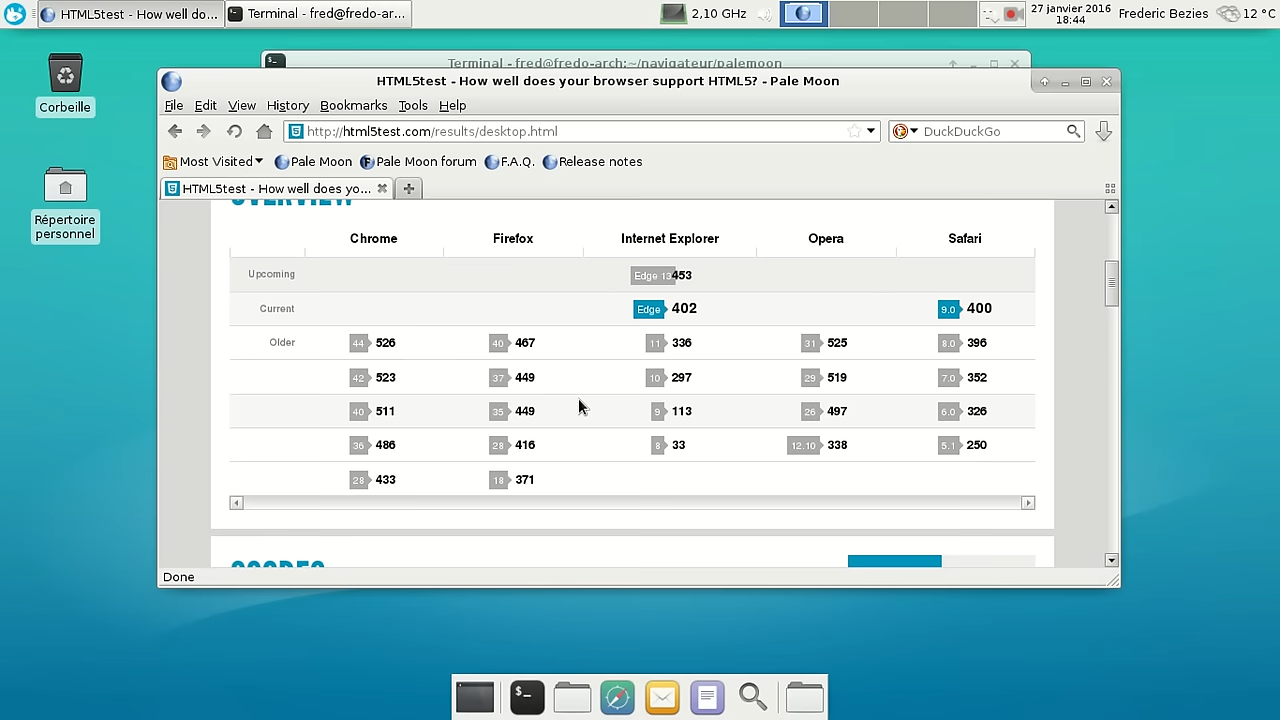 HTML5test - How well do... Terminal - fred@fredo-ar... 2,10 GHz 27 janvier 2016 Frederic Bezies 12 °C
18:44
Terminal - fred@fredo-arch:~/navigateur/palemoon
HTML5test - How well does your browser support HTML5? - Pale Moon
File Edit View History Bookmarks Tools Help
http://html5test.com/results/desktop.html DuckDuckGo
Most Visited Pale Moon Pale Moon forum F.A.Q. Release notes
HTML5test - How well does yo...
OVERVIEW
Chrome Firefox Internet Explorer Opera Safari
Upcoming Edge 13 453
Current Edge 402 9.0 400
Older 44 526 40 467 11 336 31 525 8.0 396
42 523 37 449 10 297 29 519 7.0 352
40 511 35 449 9 113 26 497 6.0 326
36 486 28 416 8 33 12.10 338 5.1 250
28 433 18 371
SCORES
Done
Corbeille
Répertoire
personnel